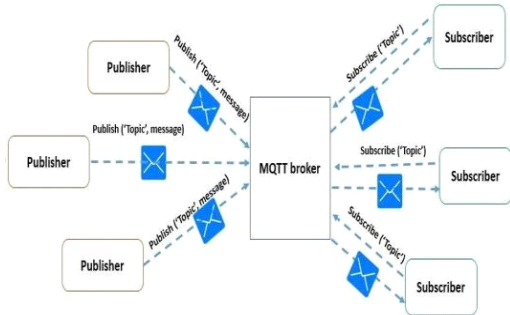 Publisher
Publish ('Topic', message)
Subscribe ('Topic')
Subscriber
Publish ('Topic', message)
Publisher
MQTT broker
Subscribe ('Topic')
Subscriber
Publisher
Publish ('Topic', message)
Subscribe ('Topic')
Subscriber